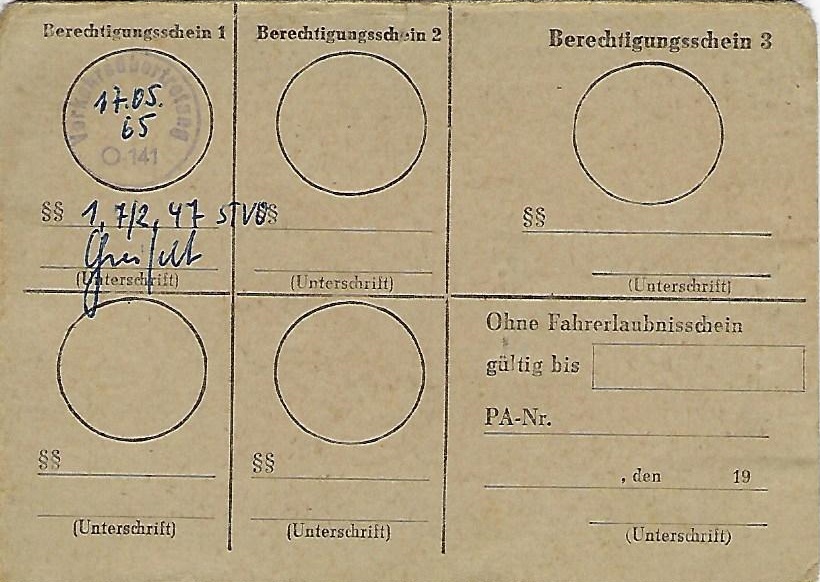 Berechtigungsschein 1
Verkehrsübertretung
17.05.
65
O-141
§§ 1, 7/2, 47 STVO
(Unterschrift)
Berechtigungsschein 2
§§
(Unterschrift)
Berechtigungsschein 3
§§
(Unterschrift)
§§
(Unterschrift)
§§
(Unterschrift)
Ohne Fahrerlaubnisschein
gültig bis
PA-Nr.
, den 19
(Unterschrift)